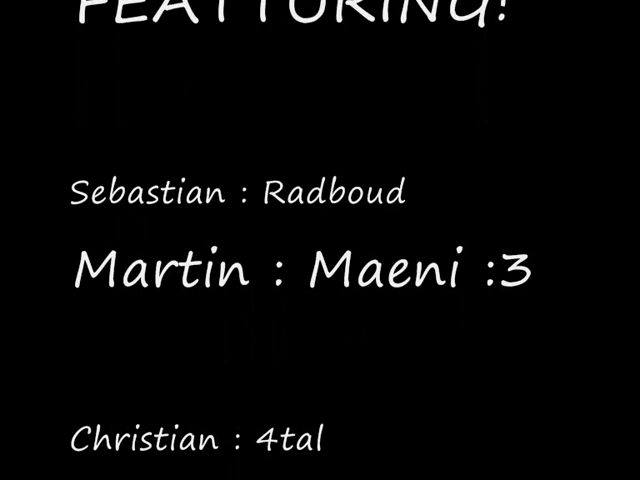 FEATTURING!
Sebastian : Radboud
Martin : Maeni :3
Christian : 4tal